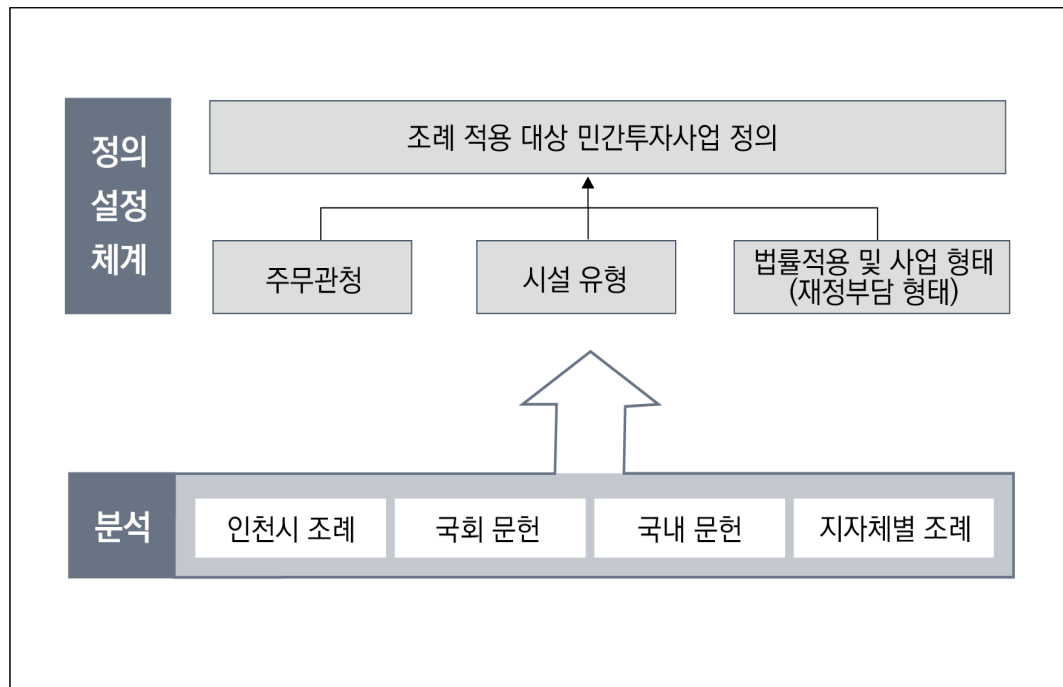 정의
설정
체계
조례 적용 대상 민간투자사업 정의
주무관청
시설 유형
법률적용 및 사업 형태
(재정부담 형태)
분석
인천시 조례
국회 문헌
국내 문헌
지자체별 조례